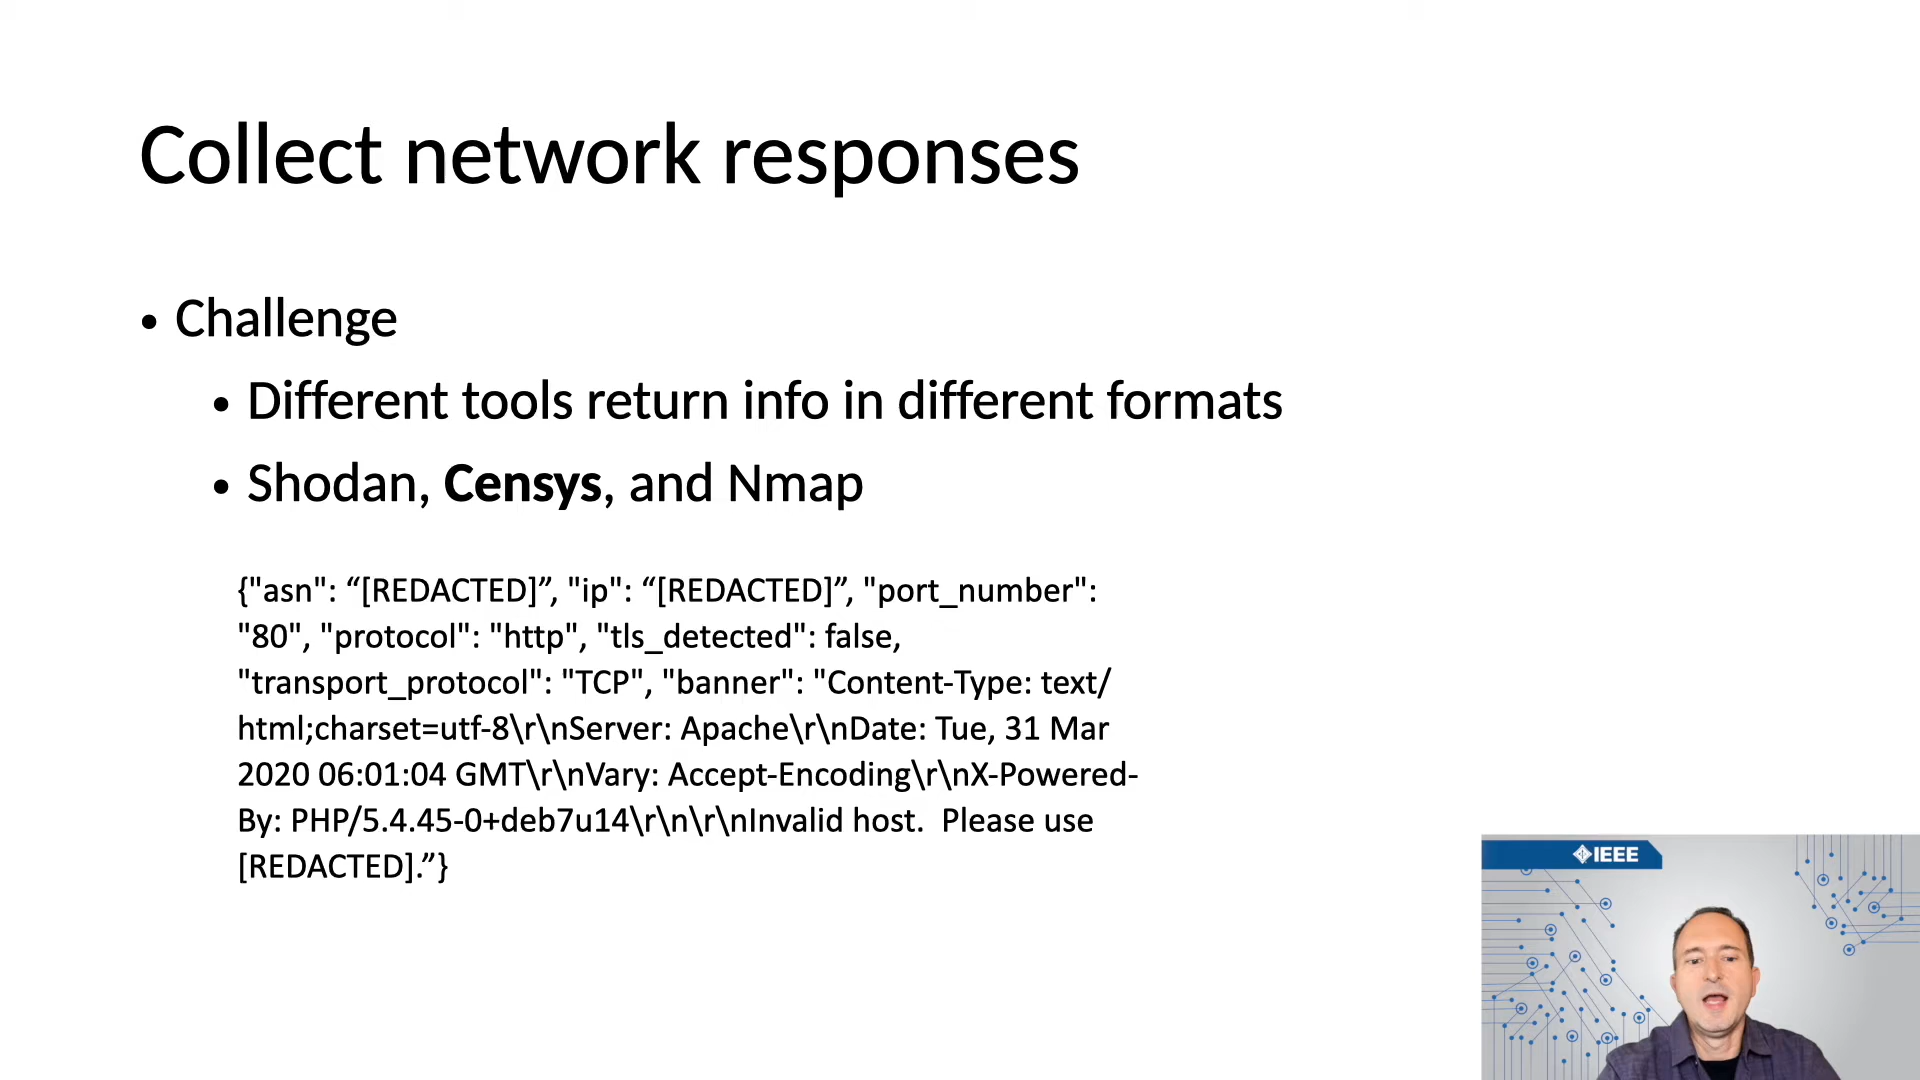 Collect network responses
• Challenge
• Different tools return info in different formats
• Shodan, Censys, and Nmap
{"asn": “[REDACTED]”, "ip": “[REDACTED]”, "port_number":
"80", "protocol": "http", "tls_detected": false,
"transport_protocol": "TCP", "banner": "Content-Type: text/
html;charset=utf-8\r\nServer: Apache\r\nDate: Tue, 31 Mar
2020 06:01:04 GMT\r\nVary: Accept-Encoding\r\nX-Powered-
By: PHP/5.4.45-0+deb7u14\r\n\r\nInvalid host.  Please use
[REDACTED].”}
IEEE